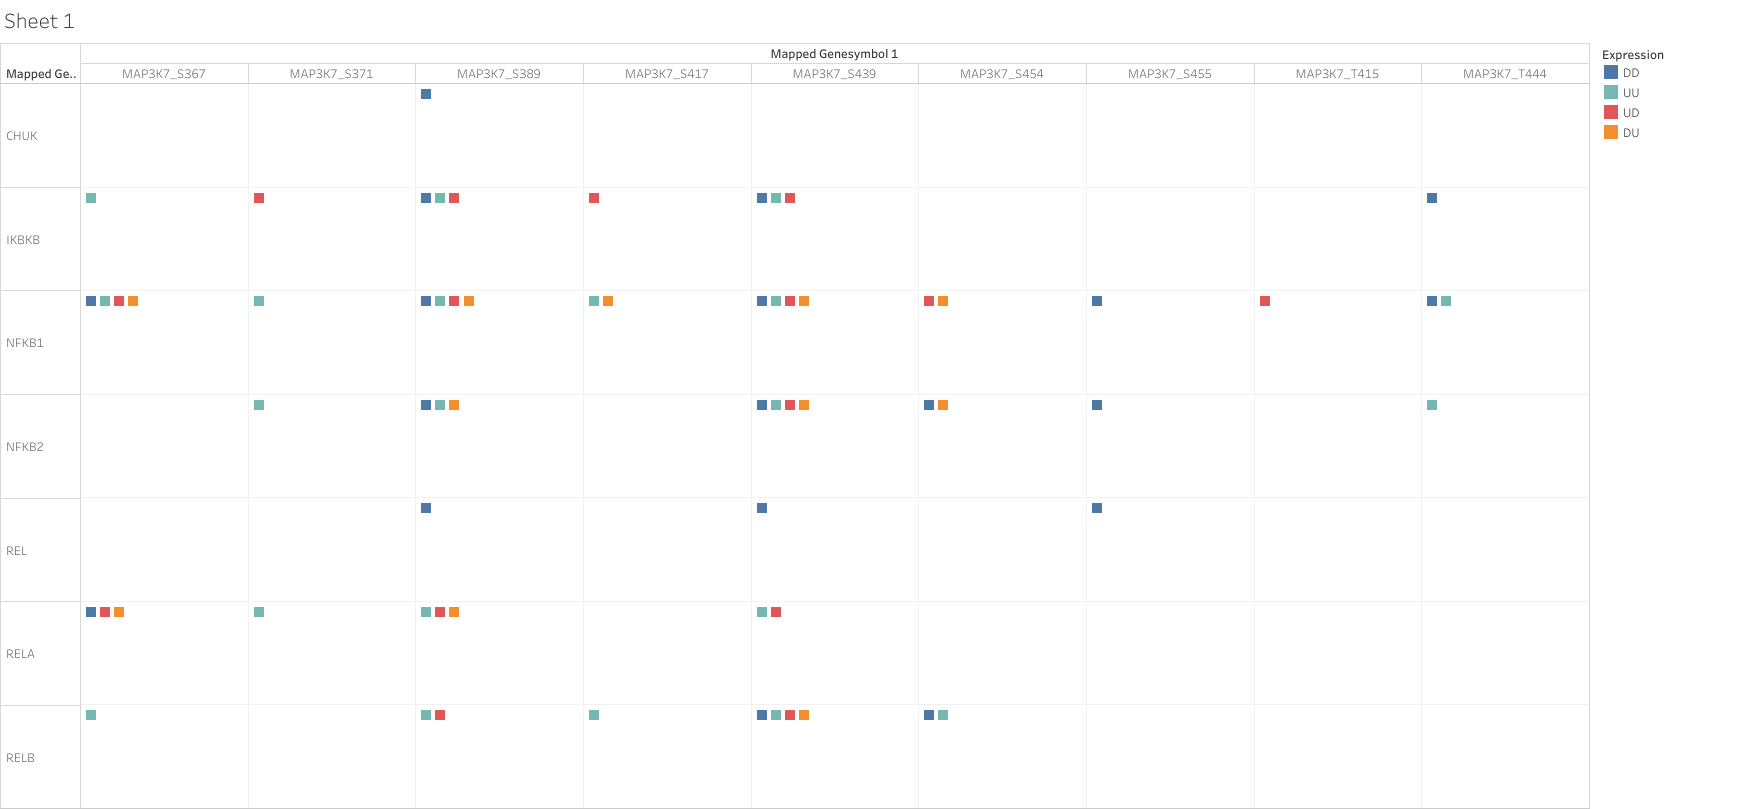 Sheet 1
Mapped Genesymbol 1
Mapped Ge..
MAP3K7_S367
MAP3K7_S371
MAP3K7_S389
MAP3K7_S417
MAP3K7_S439
MAP3K7_S454
MAP3K7_S455
MAP3K7_T415
MAP3K7_T444
CHUK
IKBKB
NFKB1
NFKB2
REL
RELA
RELB
Expression
DD
UU
UD
DU